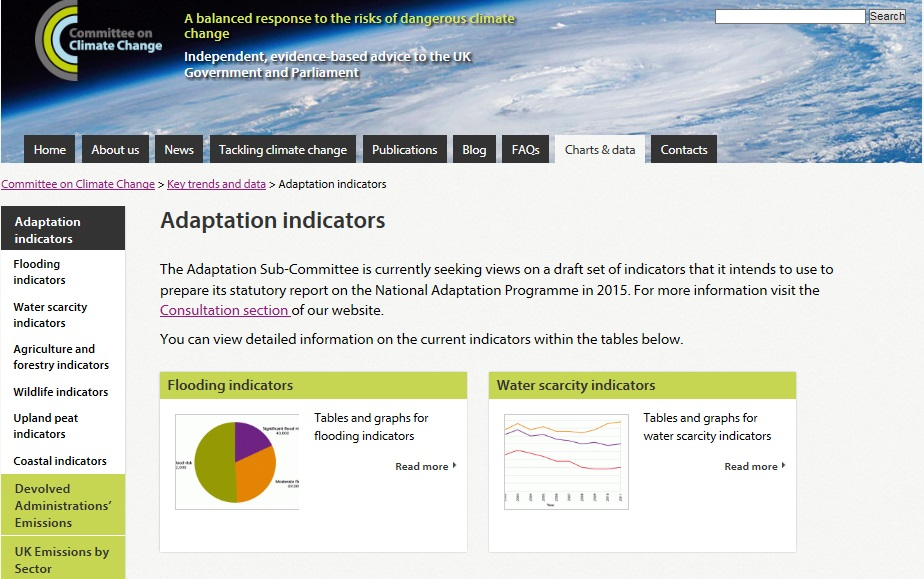 Committee on
Climate Change
A balanced response to the risks of dangerous climate
change
Independent, evidence-based advice to the UK
Government and Parliament
Search
Home
About us
News
Tackling climate change
Publications
Blog
FAQs
Charts & data
Contacts
Committee on Climate Change > Key trends and data > Adaptation indicators
Adaptation
indicators
Flooding
indicators
Water scarcity
indicators
Agriculture and
forestry indicators
Wildlife indicators
Upland peat
indicators
Coastal indicators
Devolved
Administrations’
Emissions
UK Emissions by
Sector
Adaptation indicators
The Adaptation Sub-Committee is currently seeking views on a draft set of indicators that it intends to use to
prepare its statutory report on the National Adaptation Programme in 2015. For more information visit the
Consultation section of our website.
You can view detailed information on the current indicators within the tables below.
Flooding indicators
Significant flood
Moderate
Tables and graphs for
flooding indicators
Read more
Water scarcity indicators
Year
Tables and graphs for
water scarcity indicators
Read more